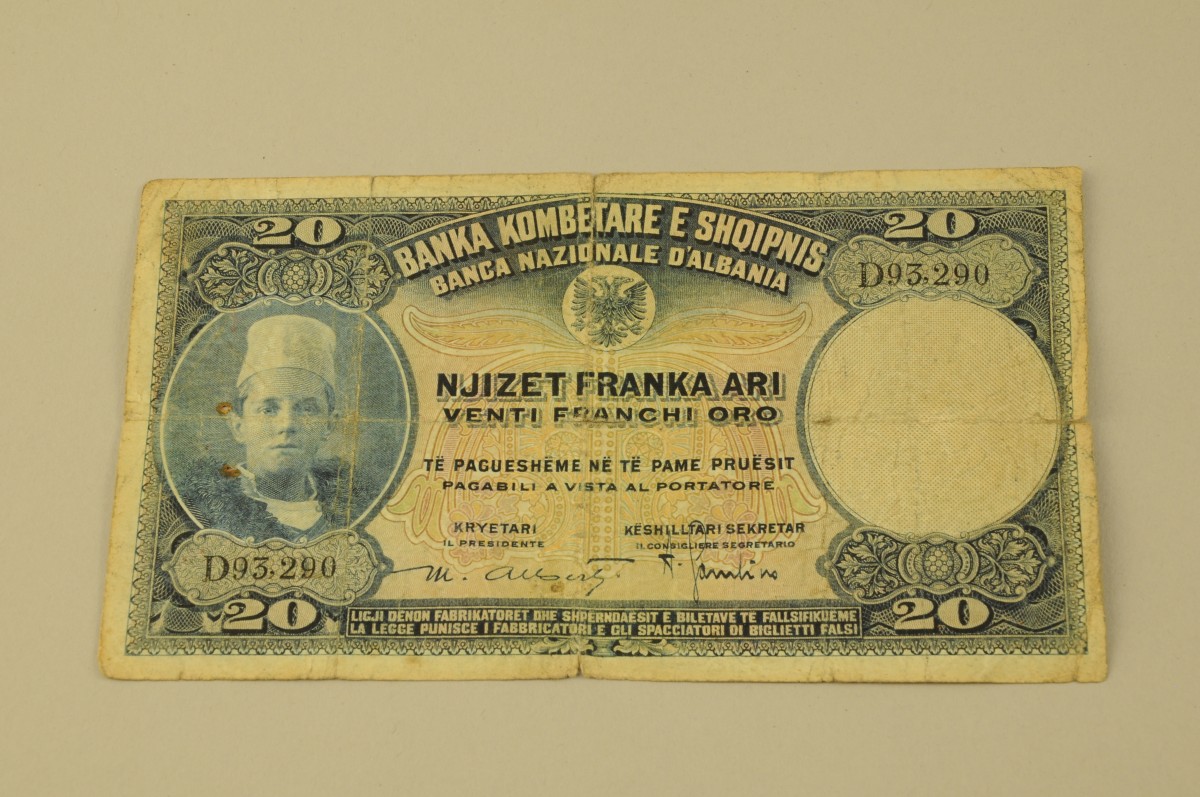 20
20
BANKA KOMBETARE E SHQIPNIS
BANCA NAZIONALE D'ALBANIA
D93,290
NJIZET FRANKA ARI
VENTI FRANCHI ORO
TË PAGUESHËME NË TË PAME PRUËSIT
PAGABILI A VISTA AL PORTATORE
KRYETARI
IL PRESIDENTE
KËSHILLTARI SEKRETAR
IL CONSIGLIERE SEGRETARIO
M. Alberti
D93,290
20
20
LIGJI DENON FABRIKATORET DHE SHPERNDAESIT E BILETAVE TE FALLSIFIKUEME
LA LEGGE PUNISCE I FABBRICATORI E GLI SPACCIATORI DI BIGLIETTI FALSI